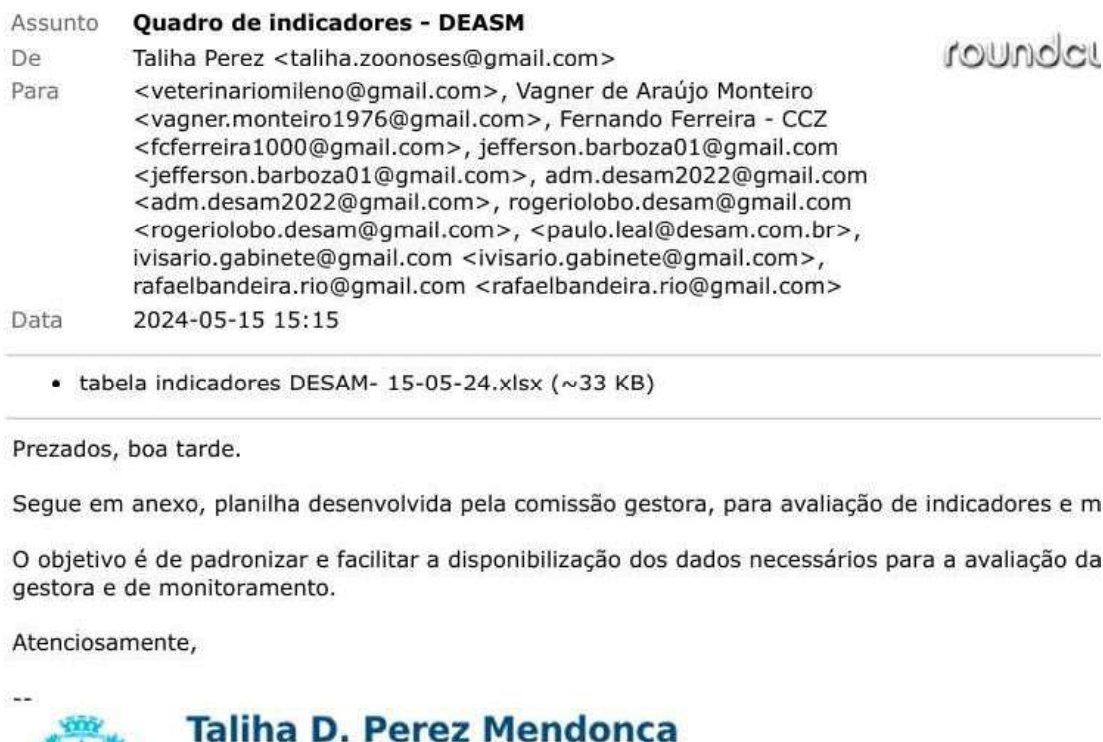 Assunto Quadro de indicadores - DEASM
De Taliha Perez <taliha.zoonoses@gmail.com>
Para <veterinariomileno@gmail.com>, Vagner de Araújo Monteiro
<vagner.monteiro1976@gmail.com>, Fernando Ferreira - CCZ
<fcferreira1000@gmail.com>, jefferson.barboza01@gmail.com
<jefferson.barboza01@gmail.com>, adm.desam2022@gmail.com
<adm.desam2022@gmail.com>, rogeriolobo.desam@gmail.com
<rogeriolobo.desam@gmail.com>, <paulo.leal@desam.com.br>,
ivisario.gabinete@gmail.com <ivisario.gabinete@gmail.com>,
rafaelbandeira.rio@gmail.com <rafaelbandeira.rio@gmail.com>
Data 2024-05-15 15:15
roundcu
• tabela indicadores DESAM- 15-05-24.xlsx (~33 KB)
Prezados, boa tarde.
Segue em anexo, planilha desenvolvida pela comissão gestora, para avaliação de indicadores e m
O objetivo é de padronizar e facilitar a disponibilização dos dados necessários para a avaliação da
gestora e de monitoramento.
Atenciosamente,
--
Taliha D. Perez Mendonça